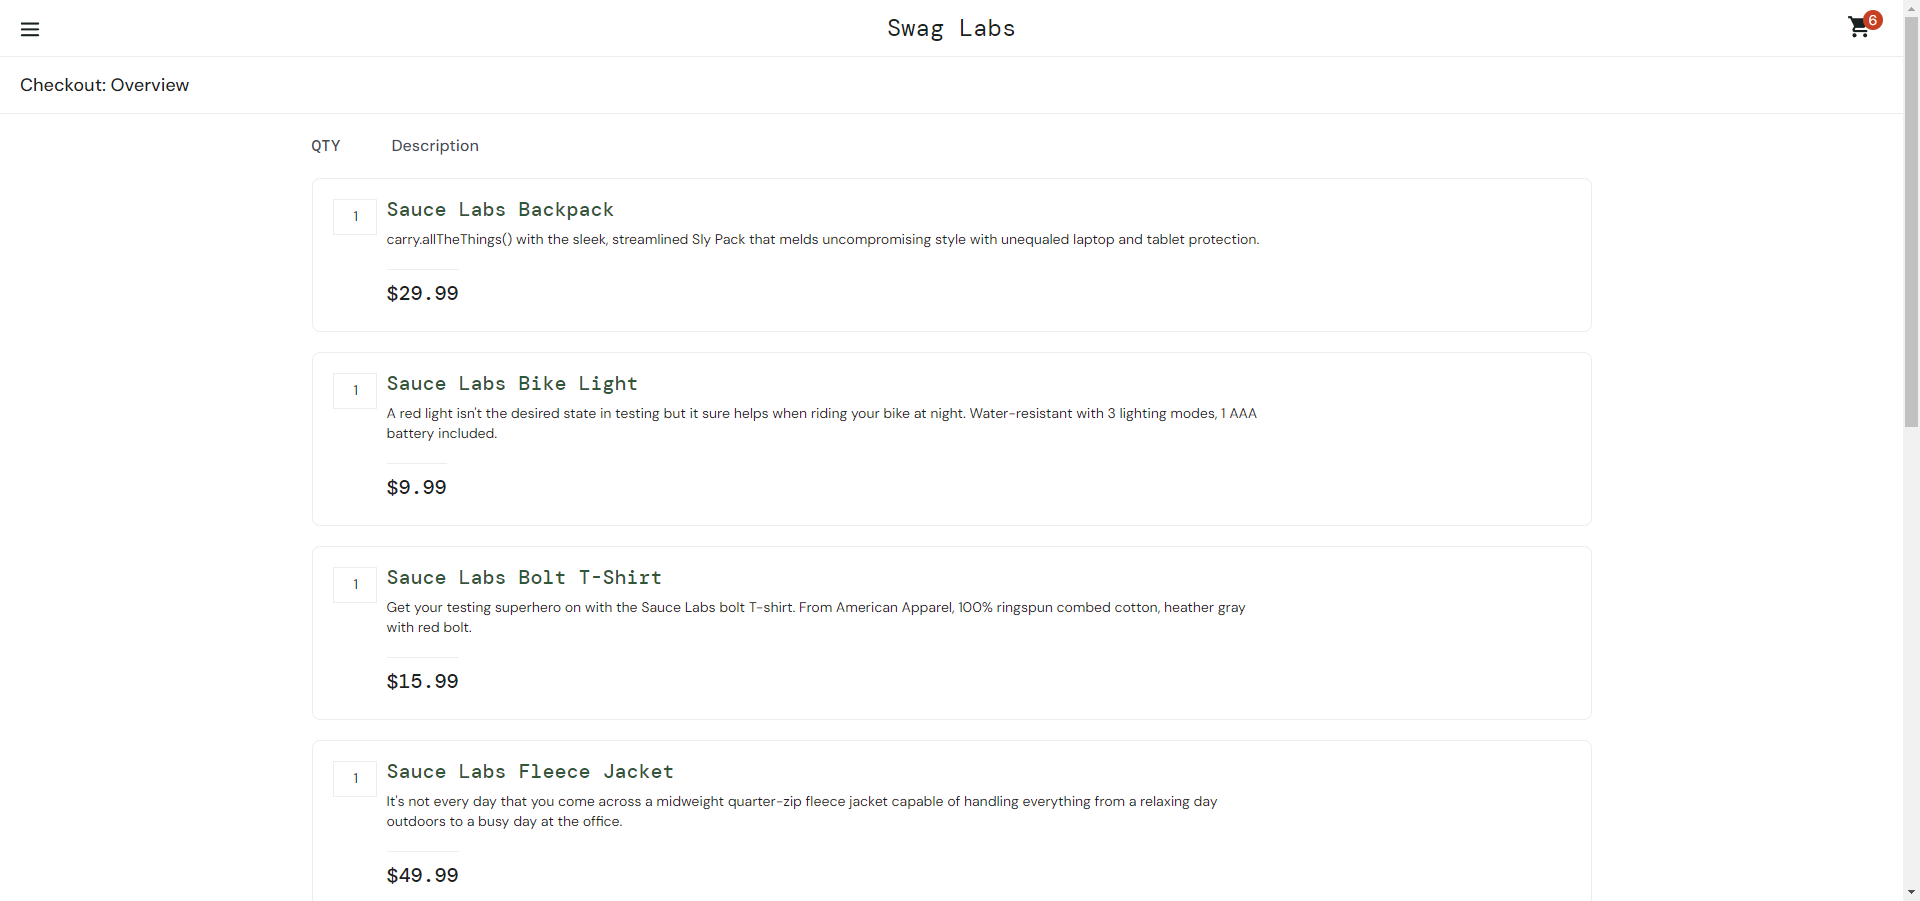 Swag Labs
6
Checkout: Overview
QTY Description
1
Sauce Labs Backpack
carry.allTheThings() with the sleek, streamlined Sly Pack that melds uncompromising style with unequaled laptop and tablet protection.
$29.99
1
Sauce Labs Bike Light
A red light isn't the desired state in testing but it sure helps when riding your bike at night. Water-resistant with 3 lighting modes, 1 AAA
battery included.
$9.99
1
Sauce Labs Bolt T-Shirt
Get your testing superhero on with the Sauce Labs bolt T-shirt. From American Apparel, 100% ringspun combed cotton, heather gray
with red bolt.
$15.99
1
Sauce Labs Fleece Jacket
It's not every day that you come across a midweight quarter-zip fleece jacket capable of handling everything from a relaxing day
outdoors to a busy day at the office.
$49.99